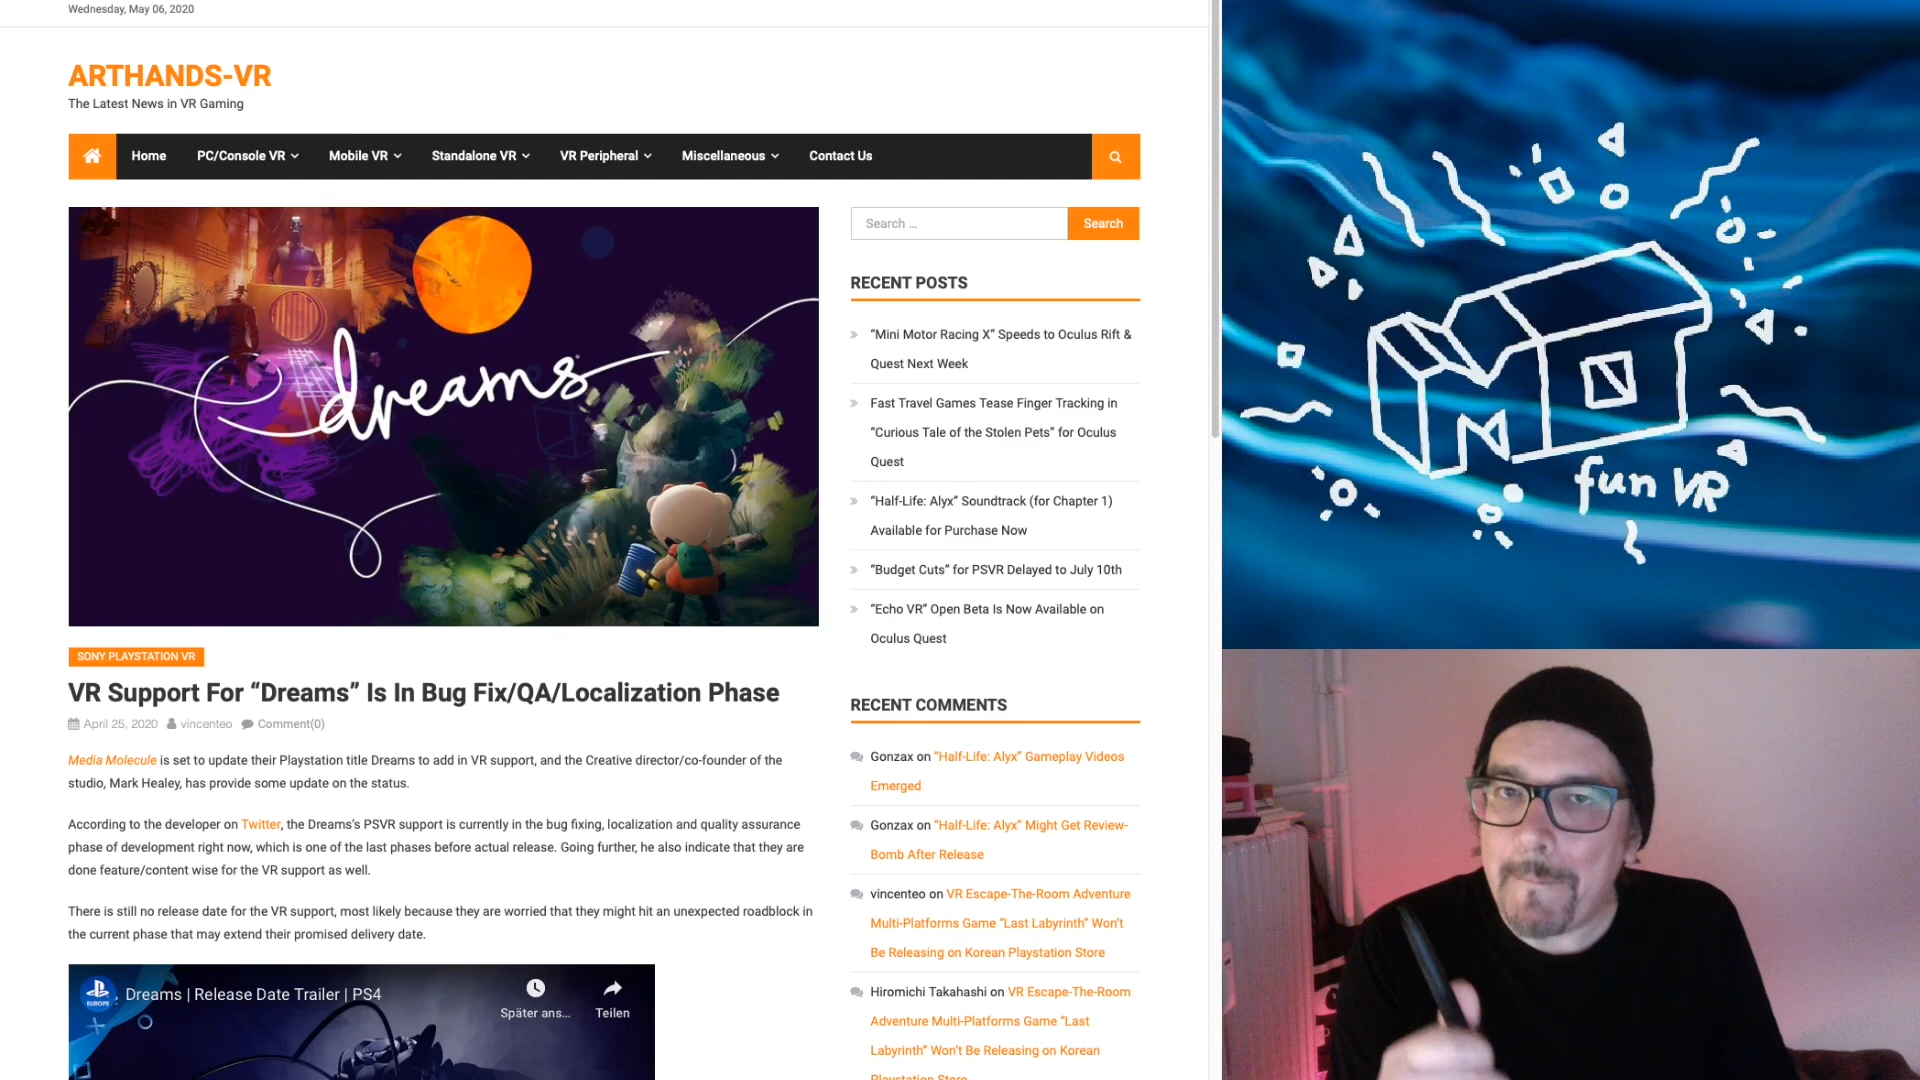 Wednesday, May 06, 2020
ARTHANDS-VR
The Latest News in VR Gaming
Home PC/Console VR Mobile VR Standalone VR VR Peripheral Miscellaneous Contact Us
dreams
SONY PLAYSTATION VR
VR Support For “Dreams” Is In Bug Fix/QA/Localization Phase
April 25, 2020 vincenteo Comment(0)
Media Molecule is set to update their Playstation title Dreams to add in VR support, and the Creative director/co-founder of the
studio, Mark Healey, has provide some update on the status.
According to the developer on Twitter, the Dreams's PSVR support is currently in the bug fixing, localization and quality assurance
phase of development right now, which is one of the last phases before actual release. Going further, he also indicate that they are
done feature/content wise for the VR support as well.
There is still no release date for the VR support, most likely because they are worried that they might hit an unexpected roadblock in
the current phase that may extend their promised delivery date.
EUROPE
Dreams | Release Date Trailer | PS4
Später ans...
Teilen
Search ...
Search
RECENT POSTS
“Mini Motor Racing X” Speeds to Oculus Rift &
Quest Next Week
Fast Travel Games Tease Finger Tracking in
“Curious Tale of the Stolen Pets” for Oculus
Quest
“Half-Life: Alyx” Soundtrack (for Chapter 1)
Available for Purchase Now
“Budget Cuts” for PSVR Delayed to July 10th
“Echo VR” Open Beta Is Now Available on
Oculus Quest
RECENT COMMENTS
Gonzax on “Half-Life: Alyx” Gameplay Videos
Emerged
Gonzax on “Half-Life: Alyx” Might Get Review-
Bomb After Release
vincenteo on VR Escape-The-Room Adventure
Multi-Platforms Game “Last Labyrinth” Won't
Be Releasing on Korean Playstation Store
Hiromichi Takahashi on VR Escape-The-Room
Adventure Multi-Platforms Game “Last
Labyrinth” Won't Be Releasing on Korean
Playstation Store
fun VR